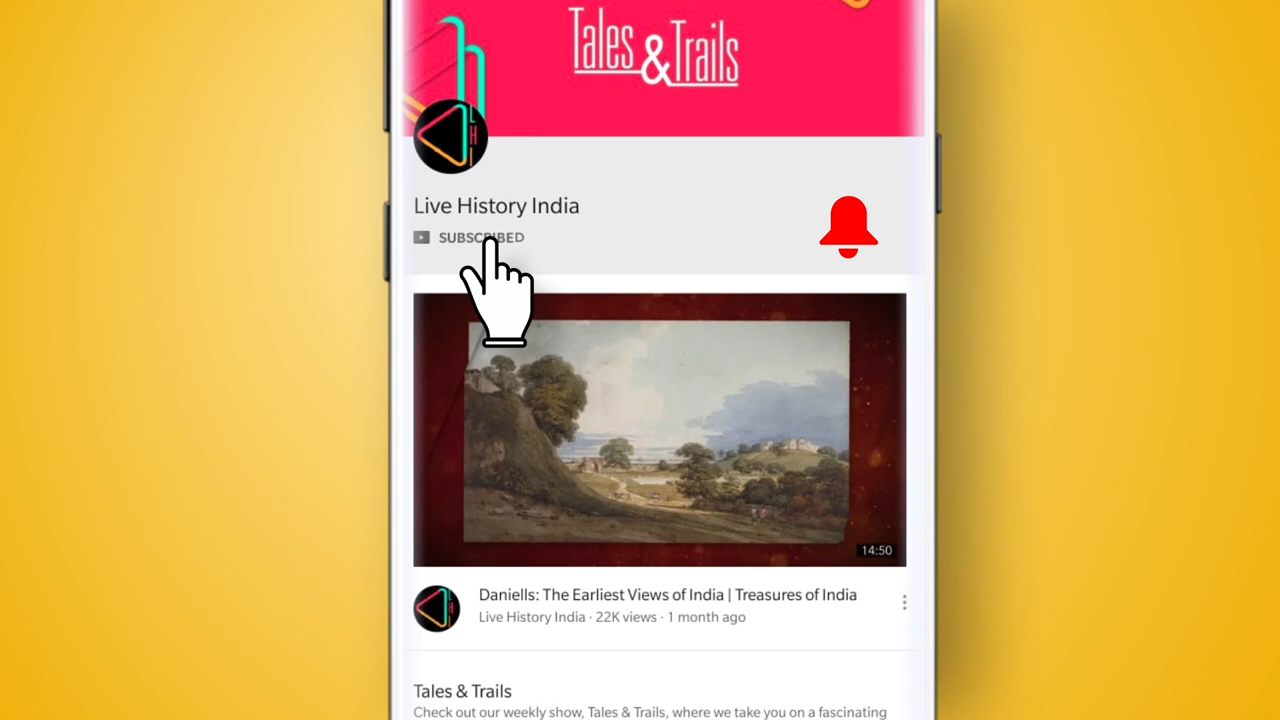 Tales & Trails
LHI
Live History India
SUBSCRIBED
14:50
Daniells: The Earliest Views of India | Treasures of India
LHI
Live History India · 22K views · 1 month ago
Tales & Trails
Check out our weekly show, Tales & Trails, where we take you on a fascinating